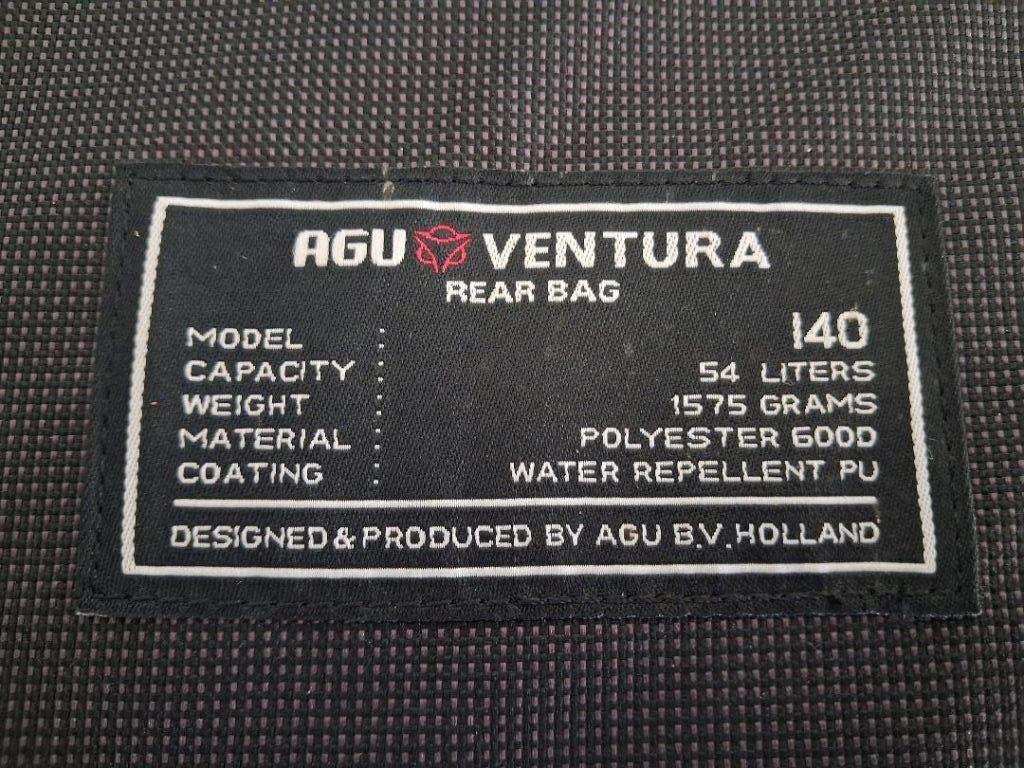 AGU VENTURA
REAR BAG
MODEL : 140
CAPACITY : 54 LITERS
WEIGHT : 1575 GRAMS
MATERIAL : POLYESTER 600D
COATING : WATER REPELLENT PU
DESIGNED & PRODUCED BY AGU B.V. HOLLAND